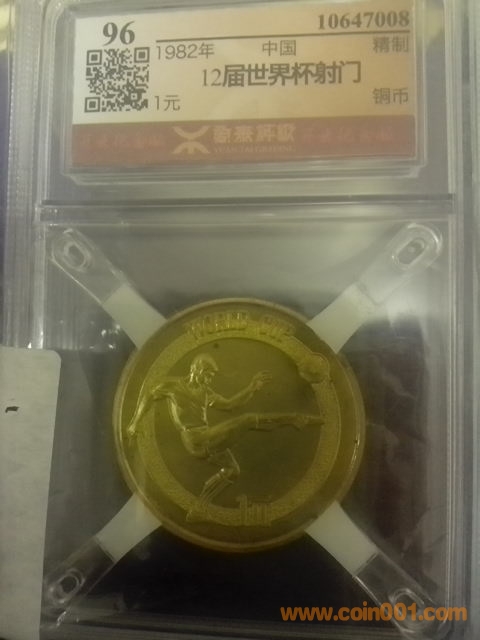 96
10647008
1982年 中国 精制
12届世界杯射门
1元 铜币
WORLD CUP
1元
www.coin001.com